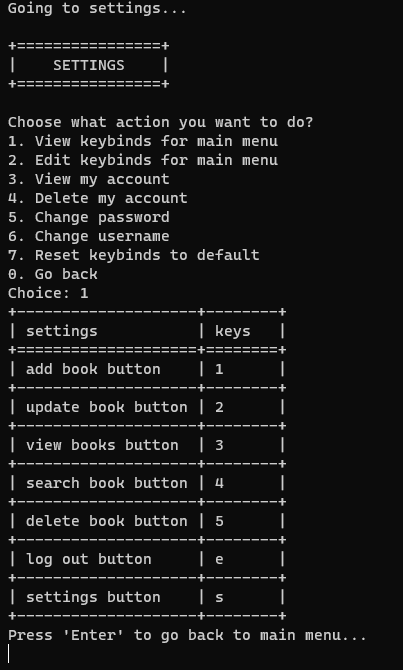 Going to settings...
+================+
|    SETTINGS    |
+================+
Choose what action you want to do?
1. View keybinds for main menu
2. Edit keybinds for main menu
3. View my account
4. Delete my account
5. Change password
6. Change username
7. Reset keybinds to default
0. Go back
Choice: 1
+--------------------+--------+
| settings           | keys   |
+====================+========+
| add book button    | 1      |
+--------------------+--------+
| update book button | 2      |
+--------------------+--------+
| view books button  | 3      |
+--------------------+--------+
| search book button | 4      |
+--------------------+--------+
| delete book button | 5      |
+--------------------+--------+
| log out button     | e      |
+--------------------+--------+
| settings button    | s      |
+--------------------+--------+
Press 'Enter' to go back to main menu...